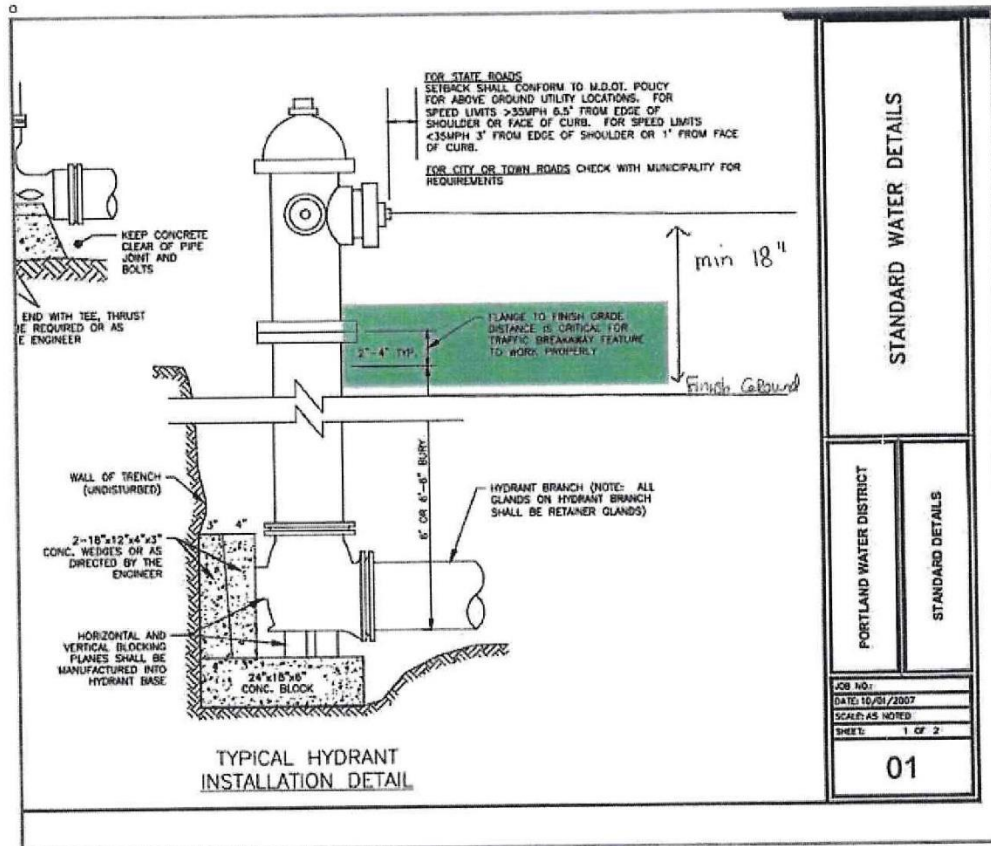 FOR STATE ROADS
SETBACK SHALL CONFORM TO M.D.OT. POLICY
FOR ABOVE GROUND UTILITY LOCATIONS. FOR
SPEED LIMITS >35MPH 6.5' FROM EDGE OF
SHOULDER OR FACE OF CURB. FOR SPEED LIMITS
<35MPH 3' FROM EDGE OF SHOULDER OR 1' FROM FACE
OF CURB.
FOR CITY OR TOWN ROADS CHECK WITH MUNICIPALITY FOR
REQUIREMENTS
KEEP CONCRETE
CLEAR OF PIPE
JOINT AND
BOLTS
END WITH TEE, THRUST
BE REQUIRED OR AS
E ENGINEER
min 18"
FLANGE TO FINISH GRADE
DISTANCE IS CRITICAL FOR
TRAFFIC BREAKAWAY FEATURE
TO WORK PROPERLY
2"-4" TYP.
Finish Ground
WALL OF TRENCH
(UNDISTURBED)
6' OR 6'-6" BURY
HYDRANT BRANCH (NOTE: ALL
GLANDS ON HYDRANT BRANCH
SHALL BE RETAINER GLANDS)
3" 4"
2-18"x12"x4"x3"
CONC. WEDGES OR AS
DIRECTED BY THE
ENGINEER
HORIZONTAL AND
VERTICAL BLOCKING
PLANES SHALL BE
MANUFACTURED INTO
HYDRANT BASE
24"x18"x6"
CONC. BLOCK
TYPICAL HYDRANT
INSTALLATION DETAIL
STANDARD WATER DETAILS
PORTLAND WATER DISTRICT
STANDARD DETAILS
JOB NO.:
DATE: 10/01/2007
SCALE: AS NOTED
SHEET: 1 OF 2
01